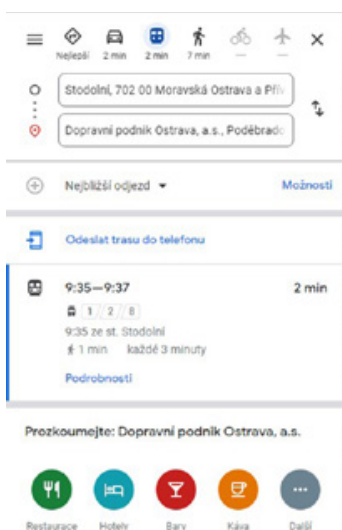 Nejlepší 2 min 2 min 7 min — —
Stodolní, 702 00 Moravská Ostrava a Přív
Dopravní podnik Ostrava, a.s., Poděbrado
Nejbližší odjezd Možnosti
Odeslat trasu do telefonu
9:35—9:37 2 min
1 / 2 / 8
9:35 ze st. Stodolní
1 min každé 3 minuty
Podrobnosti
Prozkoumejte: Dopravní podnik Ostrava, a.s.
Restaurace Hotely Bary Káva Další